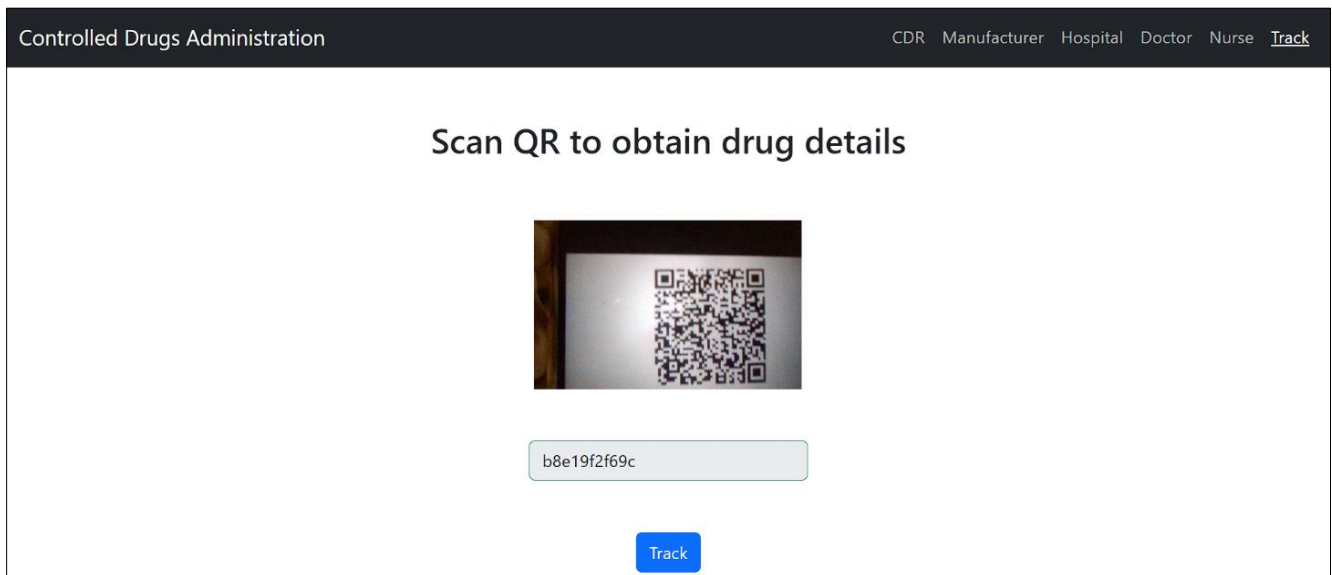 Controlled Drugs Administration
CDR Manufacturer Hospital Doctor Nurse Track
Scan QR to obtain drug details
b8e19f2f69c
Track